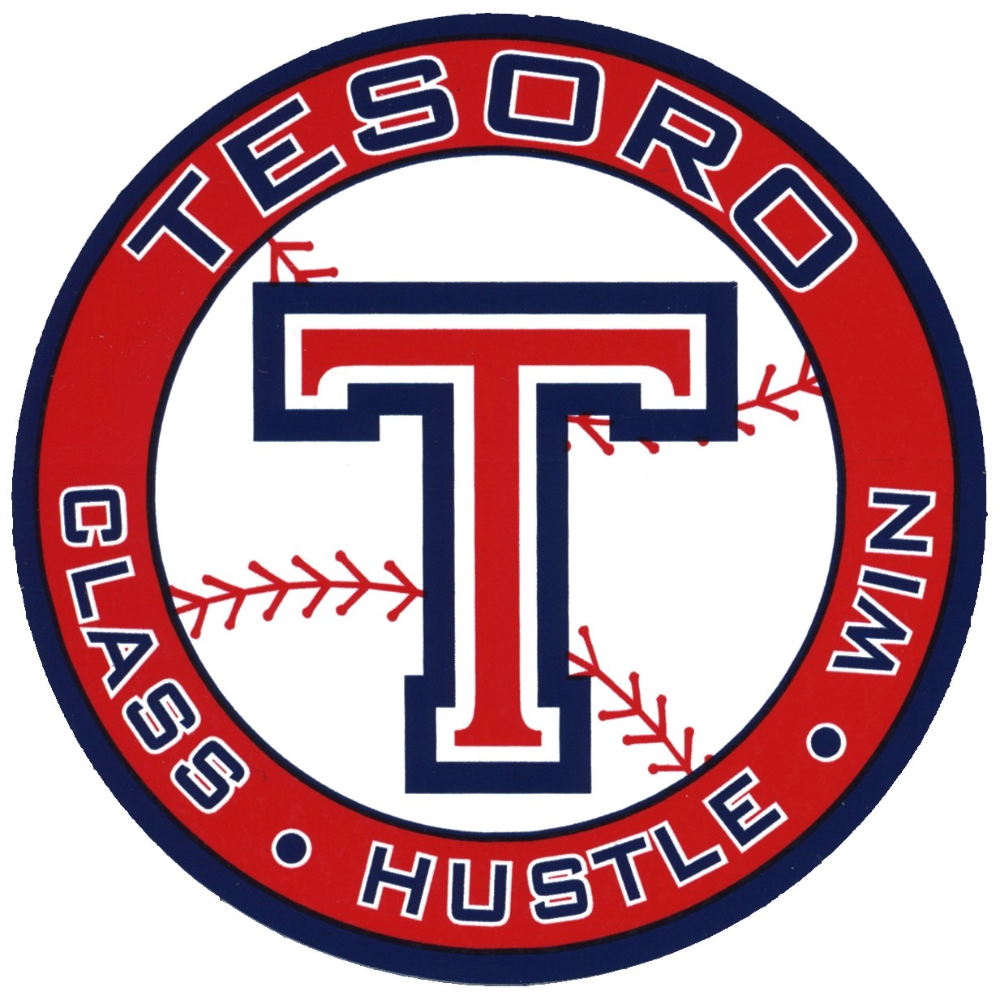 TESORO
T
CLASS • HUSTLE • WIN